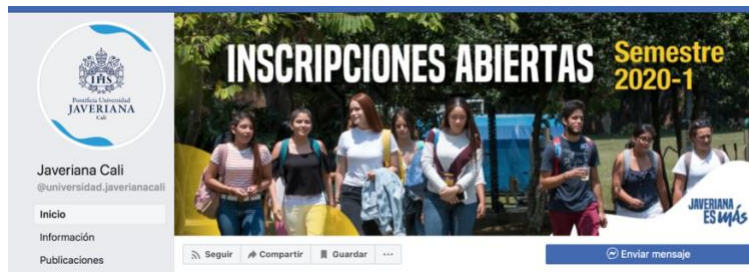 IHS
Pontificia Universidad
JAVERIANA
Cali
INSCRIPCIONES ABIERTAS
Semestre
2020-1
Javeriana Cali
@universidad.javerianacali
Inicio
Información
Publicaciones
JAVERIANA
ES MÁS
Seguir
Compartir
Guardar
Enviar mensaje